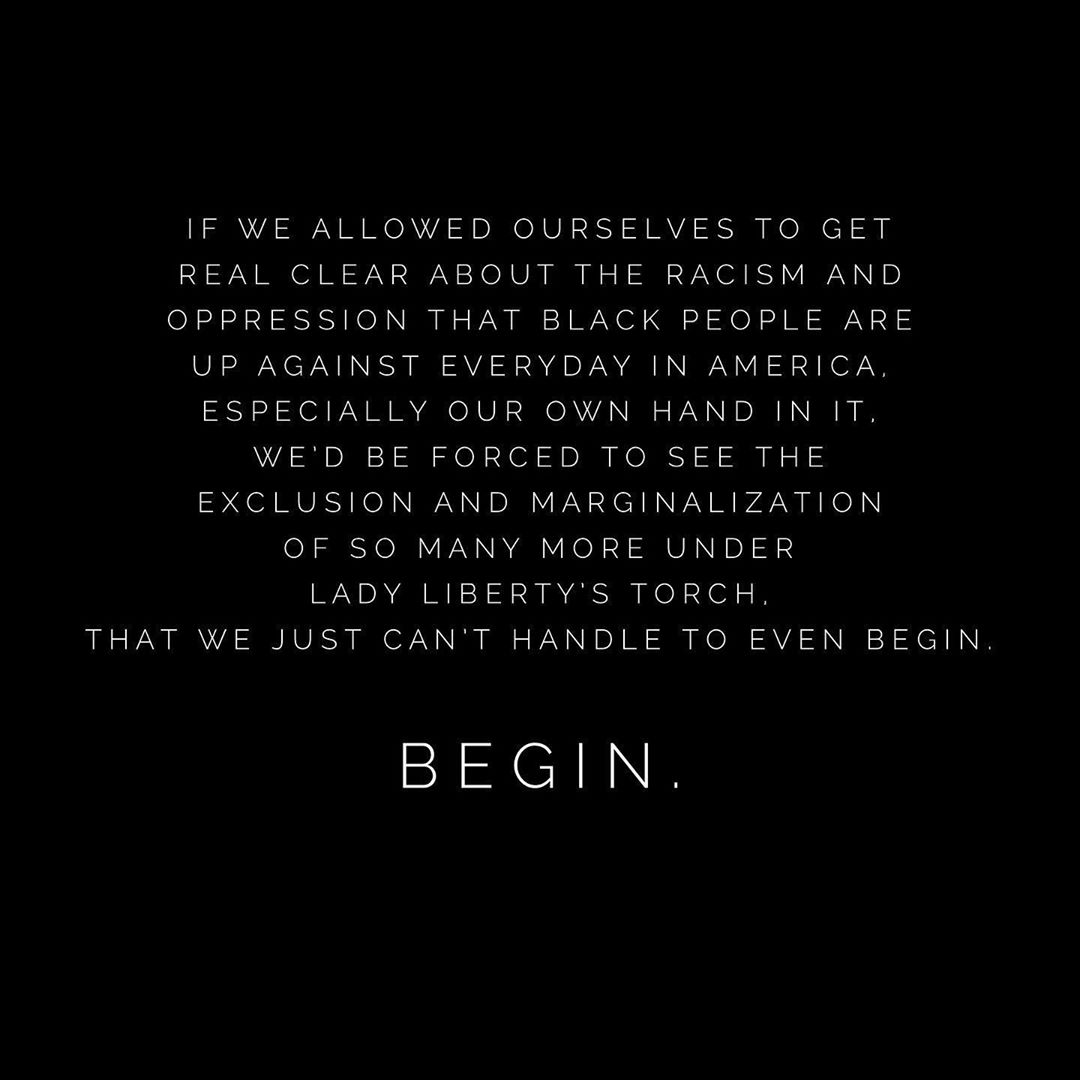 IF WE ALLOWED OURSELVES TO GET
REAL CLEAR ABOUT THE RACISM AND
OPPRESSION THAT BLACK PEOPLE ARE
UP AGAINST EVERYDAY IN AMERICA,
ESPECIALLY OUR OWN HAND IN IT,
WE'D BE FORCED TO SEE THE
EXCLUSION AND MARGINALIZATION
OF SO MANY MORE UNDER
LADY LIBERTY'S TORCH,
THAT WE JUST CAN'T HANDLE TO EVEN BEGIN.
BEGIN.